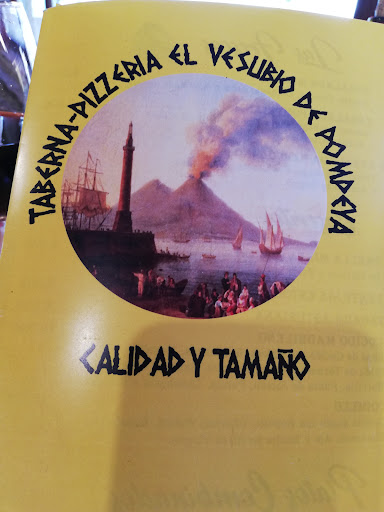 TABERNA-PIZZERIA EL VESUBIO DE POMPEYA
CALIDAD Y TAMAÑO